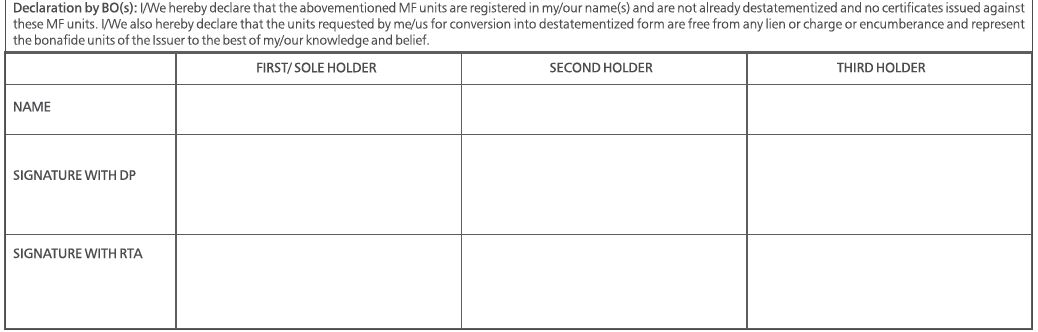 Declaration by BO(s): I/We hereby declare that the abovementioned MF units are registered in my/our name(s) and are not already destatementized and no certificates issued against
these MF units. I/We also hereby declare that the units requested by me/us for conversion into destatementized form are free from any lien or charge or encumberance and represent
the bonafide units of the Issuer to the best of my/our knowledge and belief.
FIRST/ SOLE HOLDER SECOND HOLDER THIRD HOLDER
NAME
SIGNATURE WITH DP
SIGNATURE WITH RTA